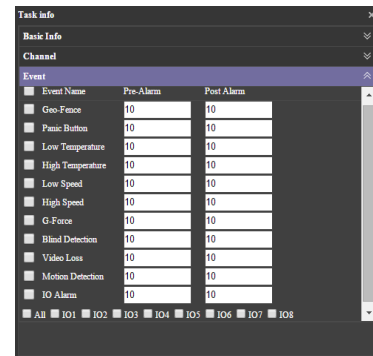 Task info ×
Basic Info
Channel
Event
Event Name Pre-Alarm Post Alarm
Geo-Fence 10 10
Panic Button 10 10
Low Temperature 10 10
High Temperature 10 10
Low Speed 10 10
High Speed 10 10
G-Force 10 10
Blind Detection 10 10
Video Loss 10 10
Motion Detection 10 10
IO Alarm 10 10
All IO1 IO2 IO3 IO4 IO5 IO6 IO7 IO8